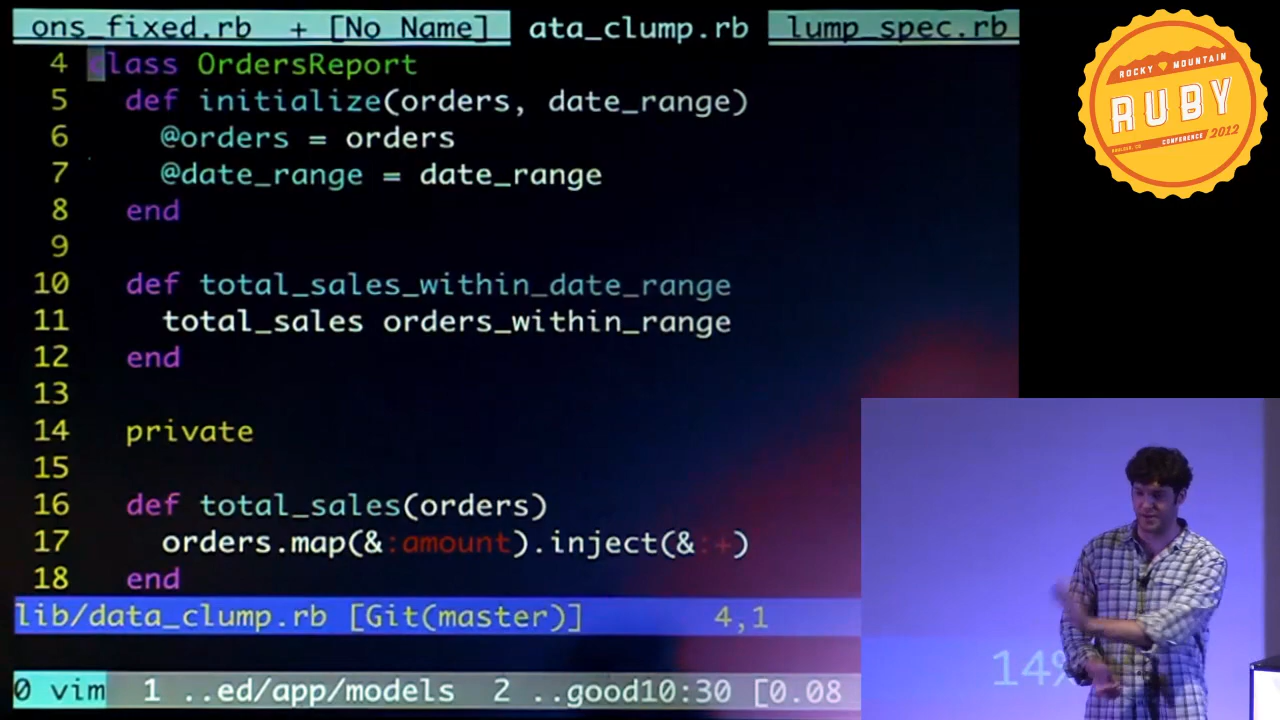 ons_fixed.rb + [No Name] ata_clump.rb lump_spec.rb
4 class OrdersReport
5 def initialize(orders, date_range)
6 @orders = orders
7 @date_range = date_range
8 end
9
10 def total_sales_within_date_range
11 total_sales orders_within_range
12 end
13
14 private
15
16 def total_sales(orders)
17 orders.map(&:amount).inject(&:+)
18 end
lib/data_clump.rb [Git(master)] 4,1
0 vim 1 ..ed/app/models 2 ..good10:30 [0.08
ROCKY MOUNTAIN
RUBY
CONFERENCE 2012
BOULDER, CO
14%